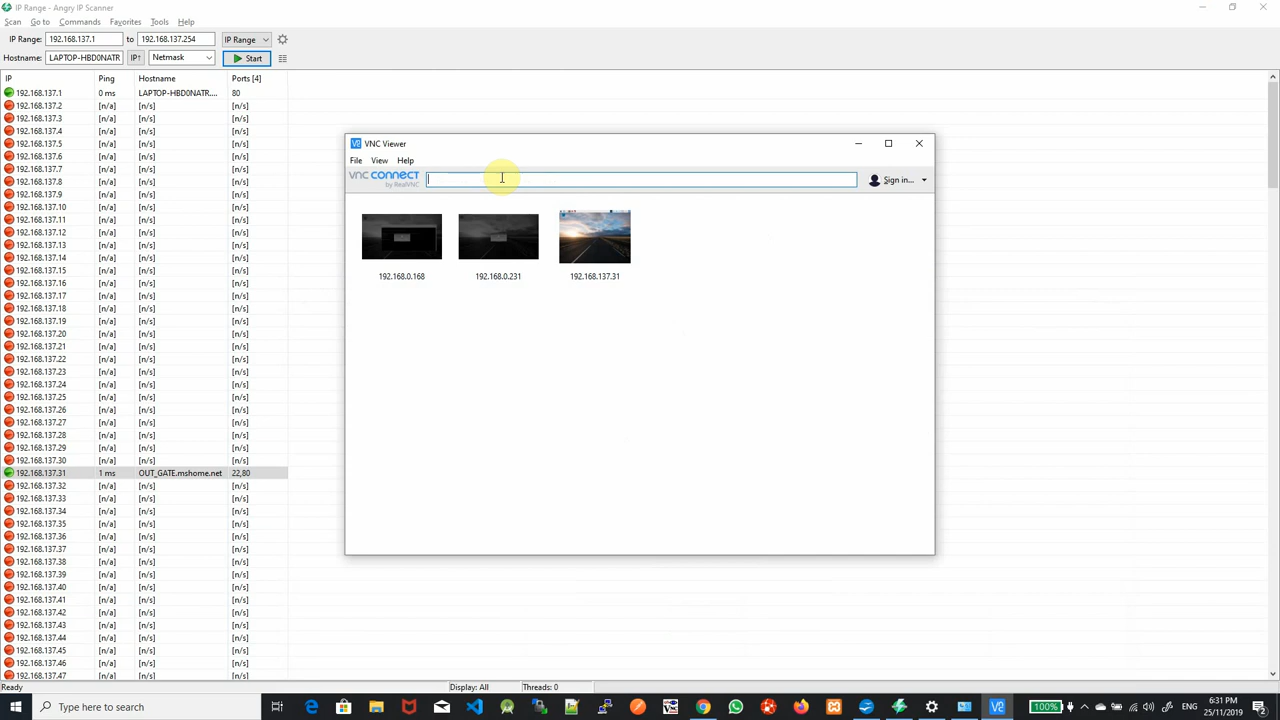 IP Range - Angry IP Scanner
Scan Go to Commands Favorites Tools Help
IP Range: 192.168.137.1 to 192.168.137.254 IP Range
Hostname: LAPTOP-HBD0NATR IP↑ Netmask Start
IP Ping Hostname Ports [4]
192.168.137.1 0 ms LAPTOP-HBD0NATR.... 80
192.168.137.2 [n/a] [n/s] [n/s]
192.168.137.3 [n/a] [n/s] [n/s]
192.168.137.4 [n/a] [n/s] [n/s]
192.168.137.5 [n/a] [n/s] [n/s]
192.168.137.6 [n/a] [n/s] [n/s]
192.168.137.7 [n/a] [n/s] [n/s]
192.168.137.8 [n/a] [n/s] [n/s]
192.168.137.9 [n/a] [n/s] [n/s]
192.168.137.10 [n/a] [n/s] [n/s]
192.168.137.11 [n/a] [n/s] [n/s]
192.168.137.12 [n/a] [n/s] [n/s]
192.168.137.13 [n/a] [n/s] [n/s]
192.168.137.14 [n/a] [n/s] [n/s]
192.168.137.15 [n/a] [n/s] [n/s]
192.168.137.16 [n/a] [n/s] [n/s]
192.168.137.17 [n/a] [n/s] [n/s]
192.168.137.18 [n/a] [n/s] [n/s]
192.168.137.19 [n/a] [n/s] [n/s]
192.168.137.20 [n/a] [n/s] [n/s]
192.168.137.21 [n/a] [n/s] [n/s]
192.168.137.22 [n/a] [n/s] [n/s]
192.168.137.23 [n/a] [n/s] [n/s]
192.168.137.24 [n/a] [n/s] [n/s]
192.168.137.25 [n/a] [n/s] [n/s]
192.168.137.26 [n/a] [n/s] [n/s]
192.168.137.27 [n/a] [n/s] [n/s]
192.168.137.28 [n/a] [n/s] [n/s]
192.168.137.29 [n/a] [n/s] [n/s]
192.168.137.30 [n/a] [n/s] [n/s]
192.168.137.31 1 ms OUT_GATE.mshome.net 22,80
192.168.137.32 [n/a] [n/s] [n/s]
192.168.137.33 [n/a] [n/s] [n/s]
192.168.137.34 [n/a] [n/s] [n/s]
192.168.137.35 [n/a] [n/s] [n/s]
192.168.137.36 [n/a] [n/s] [n/s]
192.168.137.37 [n/a] [n/s] [n/s]
192.168.137.38 [n/a] [n/s] [n/s]
192.168.137.39 [n/a] [n/s] [n/s]
192.168.137.40 [n/a] [n/s] [n/s]
192.168.137.41 [n/a] [n/s] [n/s]
192.168.137.42 [n/a] [n/s] [n/s]
192.168.137.43 [n/a] [n/s] [n/s]
192.168.137.44 [n/a] [n/s] [n/s]
192.168.137.45 [n/a] [n/s] [n/s]
192.168.137.46 [n/a] [n/s] [n/s]
192.168.137.47 [n/a] [n/s] [n/s]
Ready Display: All Threads: 0
VNC Viewer
File View Help
VNC CONNECT
by RealVNC
Sign in...
192.168.0.168 192.168.0.231 192.168.137.31
Type here to search
100%
6:31 PM
25/11/2019
2